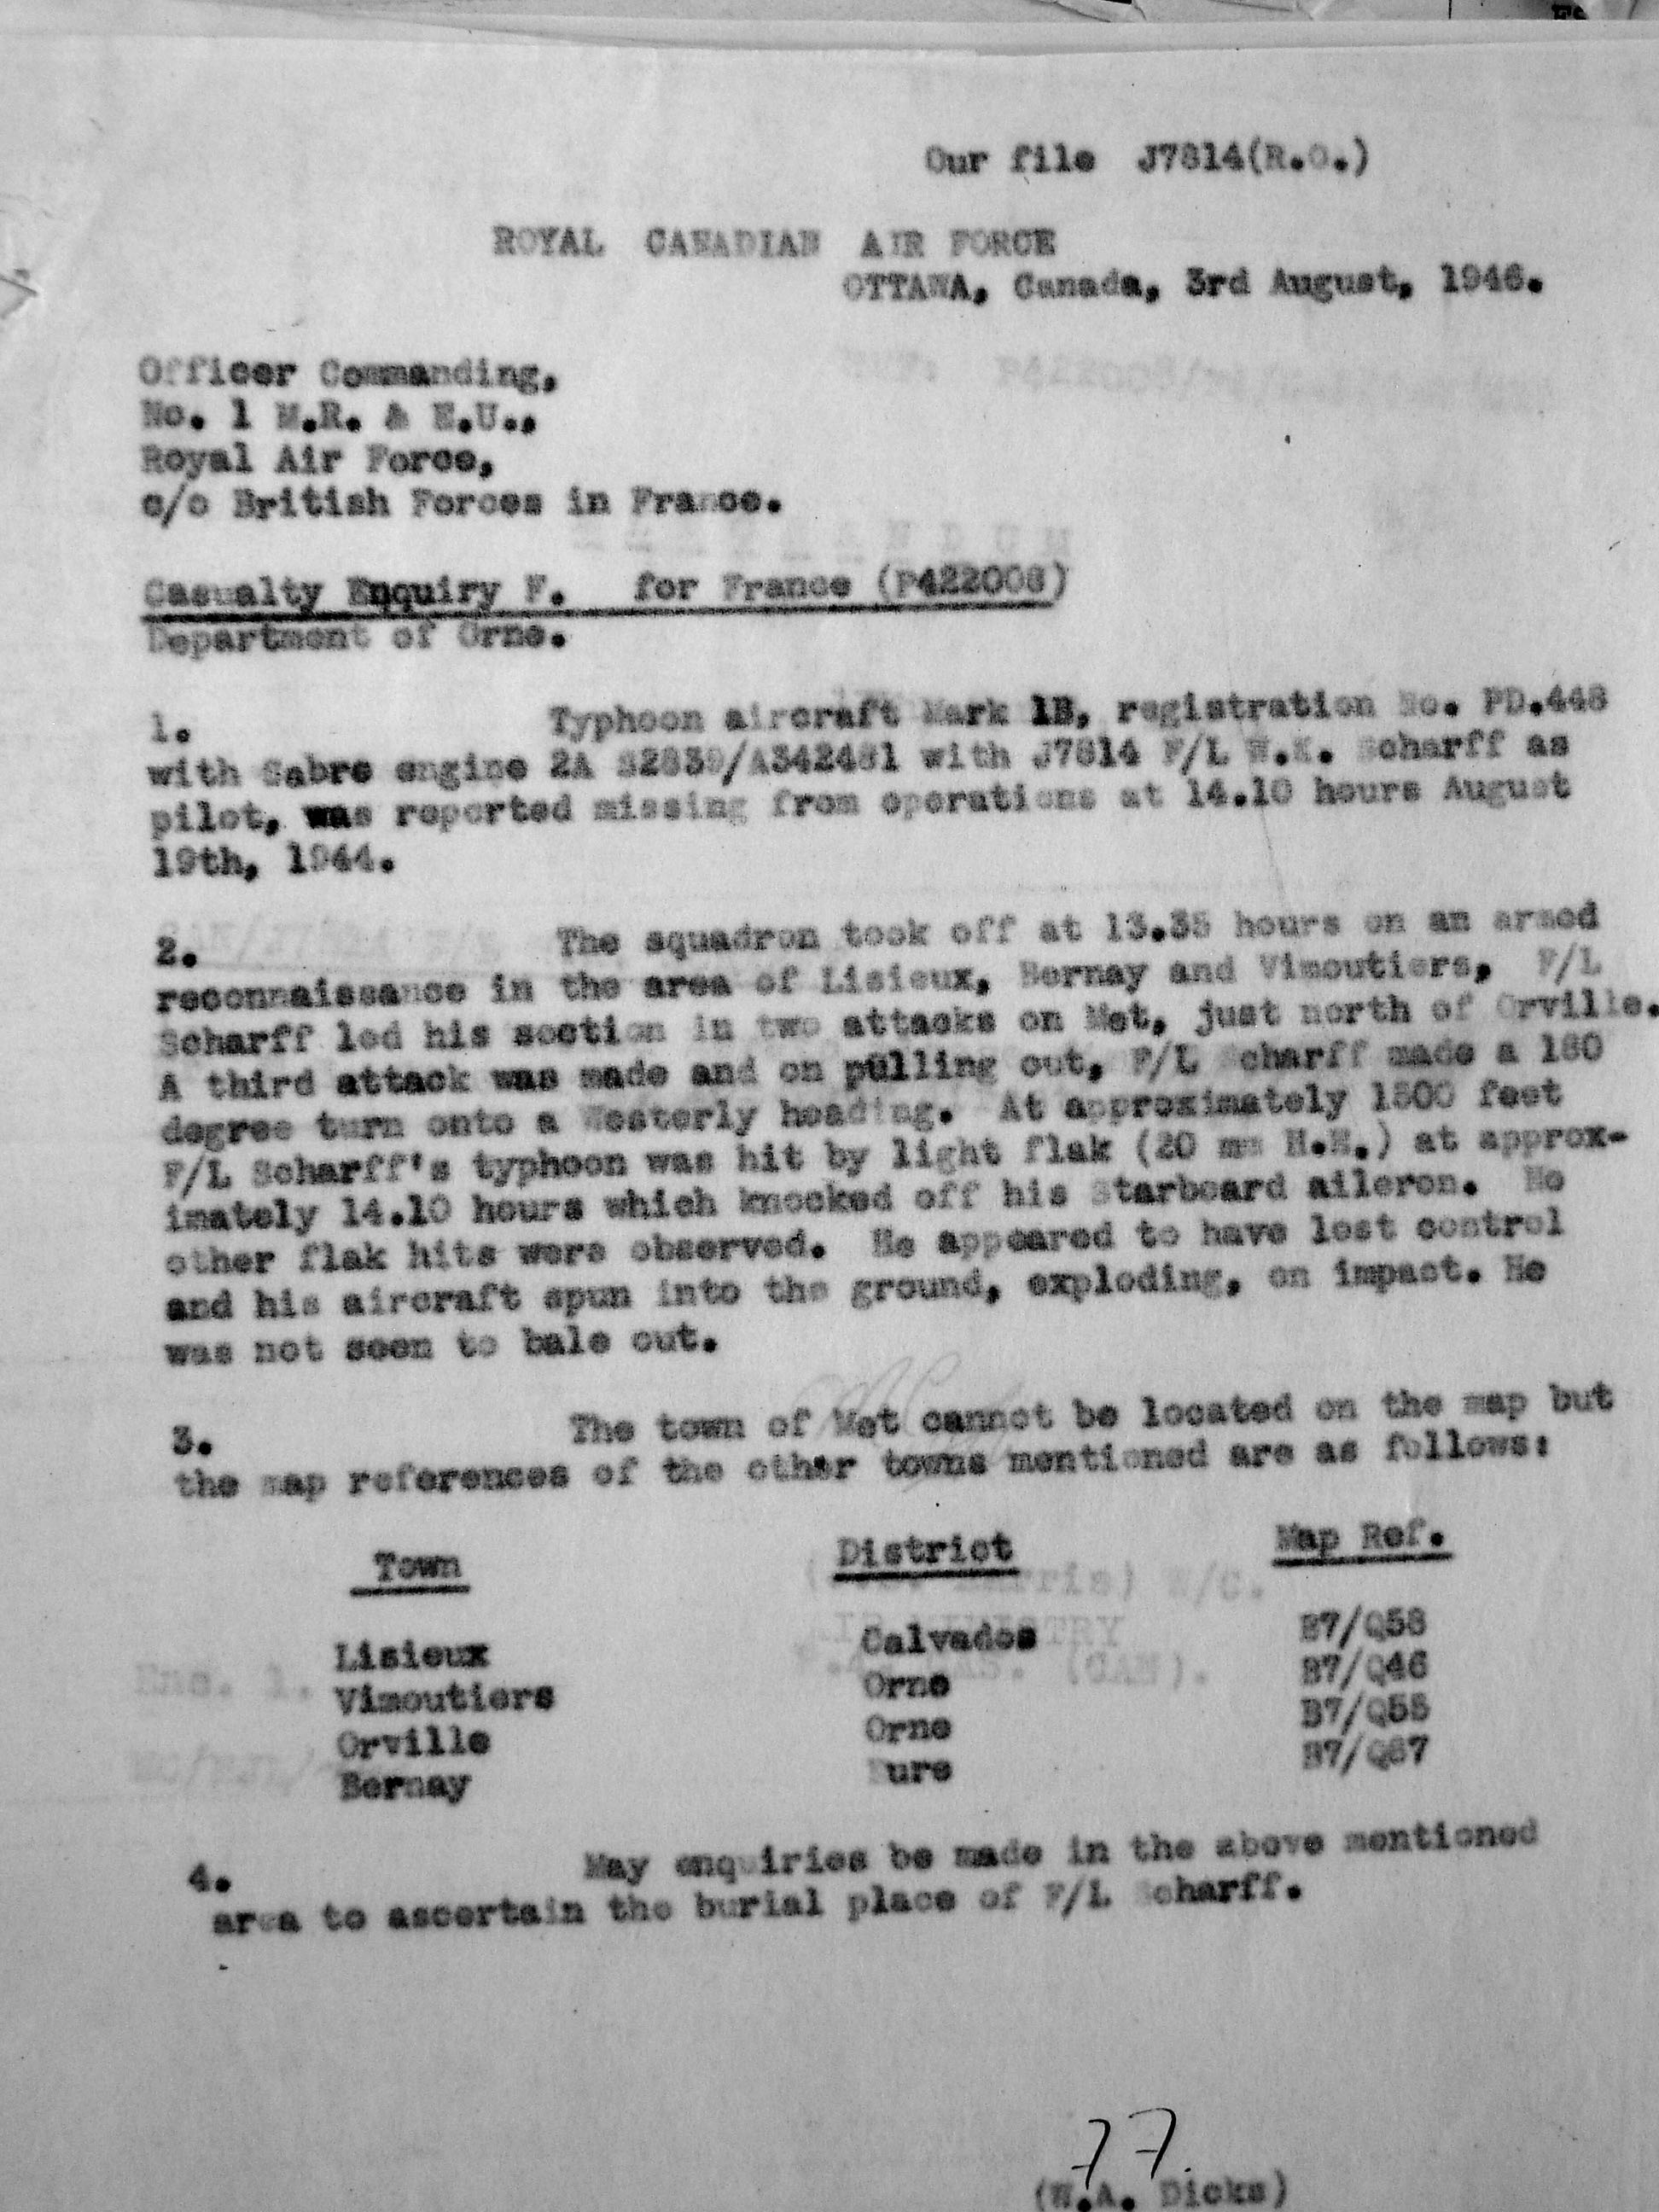 Our file J7814(R.O.)
ROYAL CANADIAN AIR FORCE
OTTAWA, Canada, 3rd August, 1946.
Officer Commanding,
No. 1 M.R. & E.U.,
Royal Air Force,
c/o British Forces in France.
Casualty Enquiry F. for France (P422008)
Department of Orne.
1. Typhoon aircraft Mark 1B, registration No. PD.448
with Sabre engine 2A with J7814 F/L W.K. Scharff as
pilot, was reported missing from operations at 14.10 hours August
19th, 1944.
2. The squadron took off at 13.35 hours on an armed
reconnaissance in the area of Lisieux, Bernay and Vimoutiers, F/L
Scharff led his section in two attacks on Met, just north of Orville.
A third attack was made and on pulling out, F/L Scharff made a 180
degree turn onto a Westerly heading. At approximately 1500 feet
F/L Scharff's typhoon was hit by light flak (20 mm H.E.) at approx-
imately 14.10 hours which knocked off his starboard aileron. No
other flak hits were observed. He appeared to have lost control
and his aircraft spun into the ground, exploding, on impact. He
was not seen to bale out.
3. The town of Met cannot be located on the map but
the map references of the other towns mentioned are as follows:
Town District Map Ref.
Lisieux Calvados B7/Q58
Vimoutiers Orne B7/Q46
Orville Orne B7/Q55
Bernay Eure B7/Q67
4. May enquiries be made in the above mentioned
area to ascertain the burial place of F/L Scharff.
77
(W.A. Dicks)